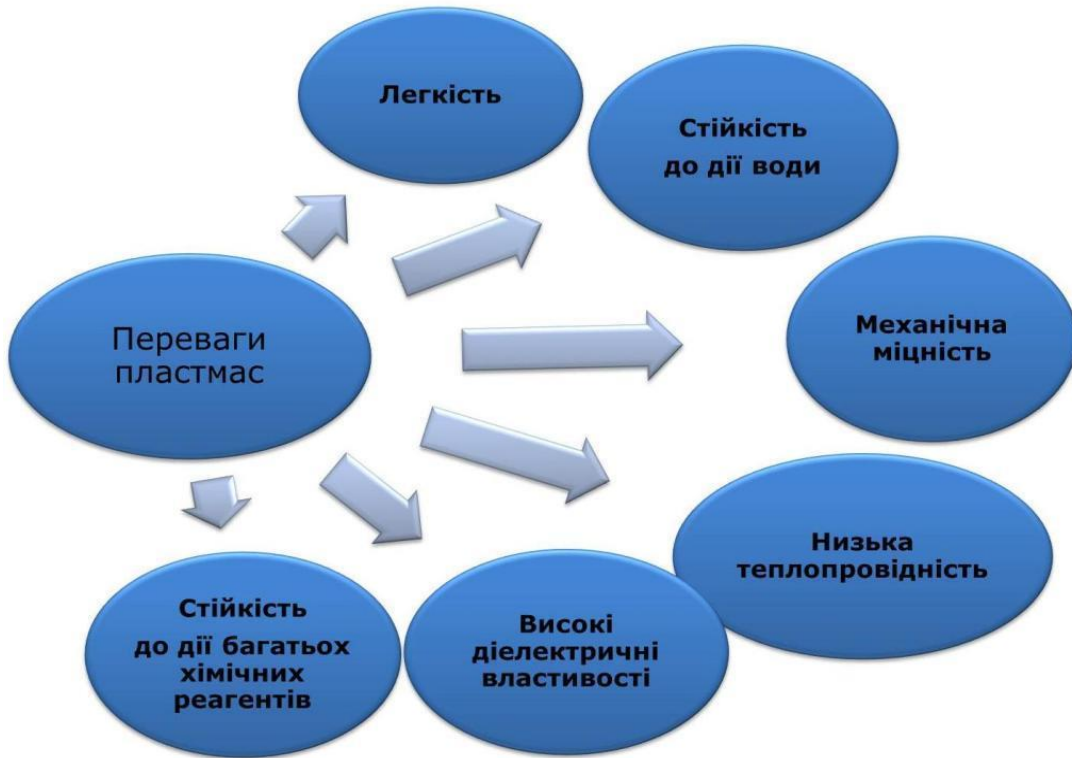 Переваги
пластмас
Легкість
Стійкість
до дії води
Механічна
міцність
Низька
теплопровідність
Високі
діелектричні
властивості
Стійкість
до дії багатьох
хімічних
реагентів